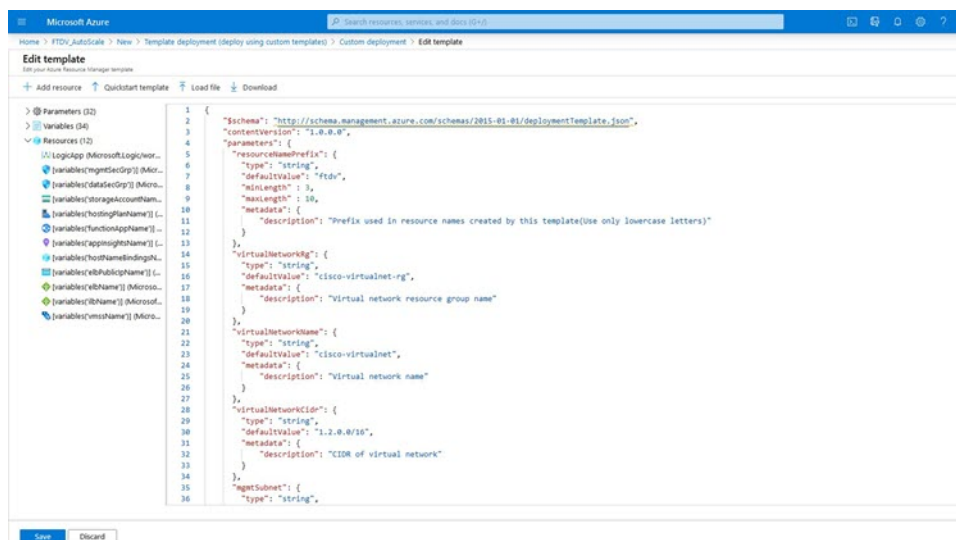 Microsoft Azure
Search resources, services, and docs (G+/)
Home > FTDV_AutoScale > New > Template deployment (deploy using custom templates) > Custom deployment > Edit template
Edit template
Edit your Azure Resource Manager template
+ Add resource ↑ Quickstart template Load file Download
> Parameters (32)
> Variables (34)
Resources (12)
LogicApp (Microsoft.Logic/wor...
[variables('mgmtSecGrp')] (Micr...
[variables('dataSecGrp')] (Micro...
[variables('storageAccountNam...
[variables('hostingPlanName')] (...
[variables('functionAppName')] ...
[variables('appInsightsName')] (...
[variables('hostNameBindingsN...
[variables('elbPublicIpName')] (...
[variables('elbName')] (Microso...
[variables('ilbName')] (Microsof...
[variables('vmssName')] (Micro...
1 {
2 "$schema": "http://schema.management.azure.com/schemas/2015-01-01/deploymentTemplate.json",
3 "contentVersion": "1.0.0.0",
4 "parameters": {
5 "resourceNamePrefix": {
6 "type": "string",
7 "defaultValue": "ftdv",
8 "minLength" : 3,
9 "maxLength" : 10,
10 "metadata": {
11 "description": "Prefix used in resource names created by this template(Use only lowercase letters)"
12 }
13 },
14 "virtualNetworkRg": {
15 "type": "string",
16 "defaultValue": "cisco-virtualnet-rg",
17 "metadata": {
18 "description": "Virtual network resource group name"
19 }
20 },
21 "virtualNetworkName": {
22 "type": "string",
23 "defaultValue": "cisco-virtualnet",
24 "metadata": {
25 "description": "Virtual network name"
26 }
27 },
28 "virtualNetworkCidr": {
29 "type": "string",
30 "defaultValue": "1.2.0.0/16",
31 "metadata": {
32 "description": "CIDR of virtual network"
33 }
34 },
35 "mgmtSubnet": {
36 "type": "string",
Save Discard